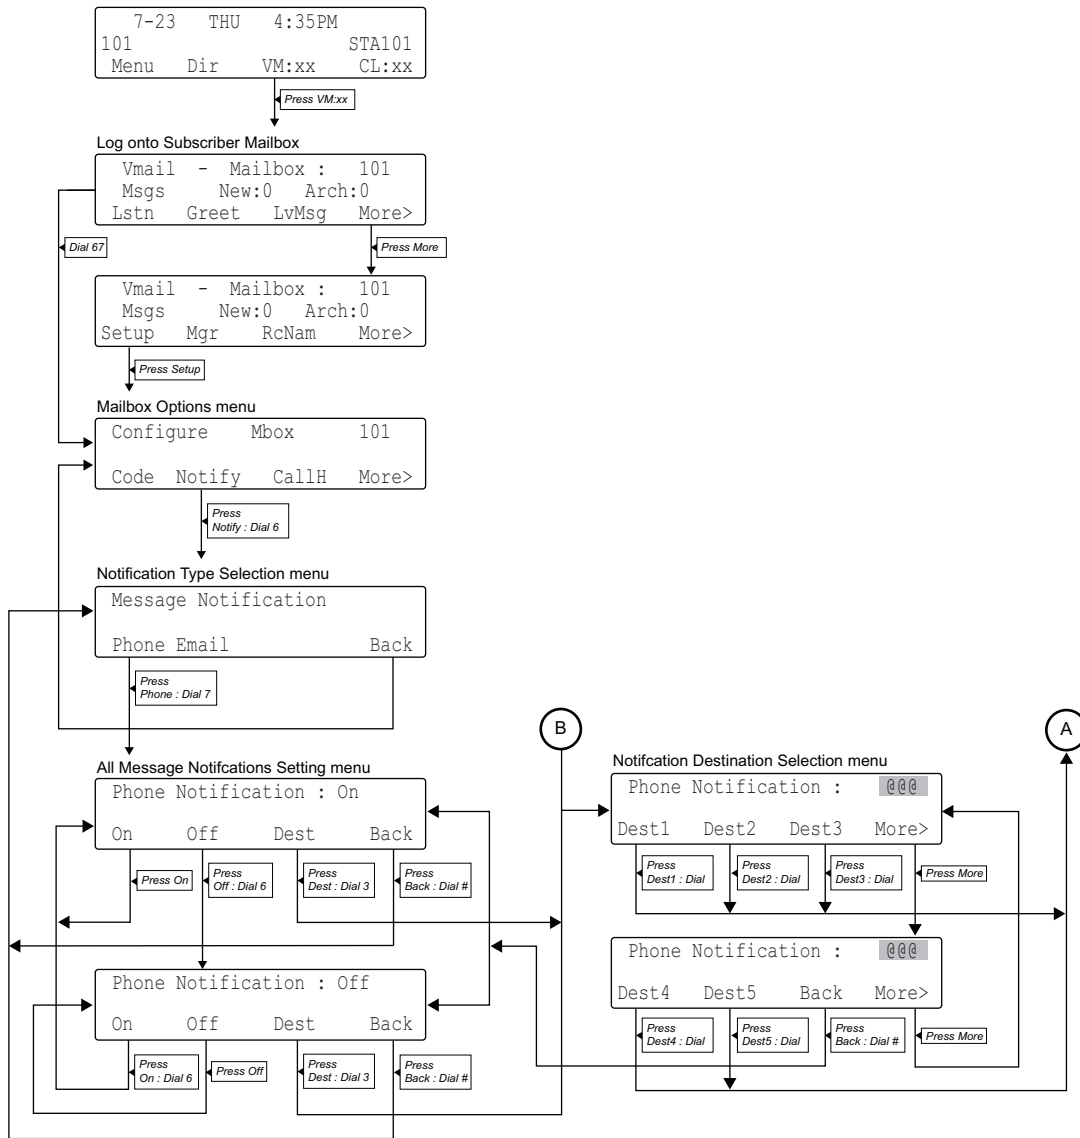 7-23 THU 4:35PM
101 STA101
Menu Dir VM:xx CL:xx
Press VM:xx
Log onto Subscriber Mailbox
Vmail - Mailbox : 101
Msgs New:0 Arch:0
Lstn Greet LvMsg More>
Dial 67
Press More
Vmail - Mailbox : 101
Msgs New:0 Arch:0
Setup Mgr RcNam More>
Press Setup
Mailbox Options menu
Configure Mbox 101
Code Notify CallH More>
Press
Notify : Dial 6
Notification Type Selection menu
Message Notification
Phone Email Back
Press
Phone : Dial 7
All Message Notifcations Setting menu
Phone Notification : On
On Off Dest Back
Press On
Press
Off : Dial 6
Press
Dest : Dial 3
Press
Back : Dial #
Phone Notification : Off
On Off Dest Back
Press
On : Dial 6
Press Off
Press
Dest : Dial 3
Press
Back : Dial #
B
A
Notifcation Destination Selection menu
Phone Notification : @@@
Dest1 Dest2 Dest3 More>
Press
Dest1 : Dial
Press
Dest2 : Dial
Press
Dest3 : Dial
Press More
Phone Notification : @@@
Dest4 Dest5 Back More>
Press
Dest4 : Dial
Press
Dest5 : Dial
Press
Back : Dial #
Press More